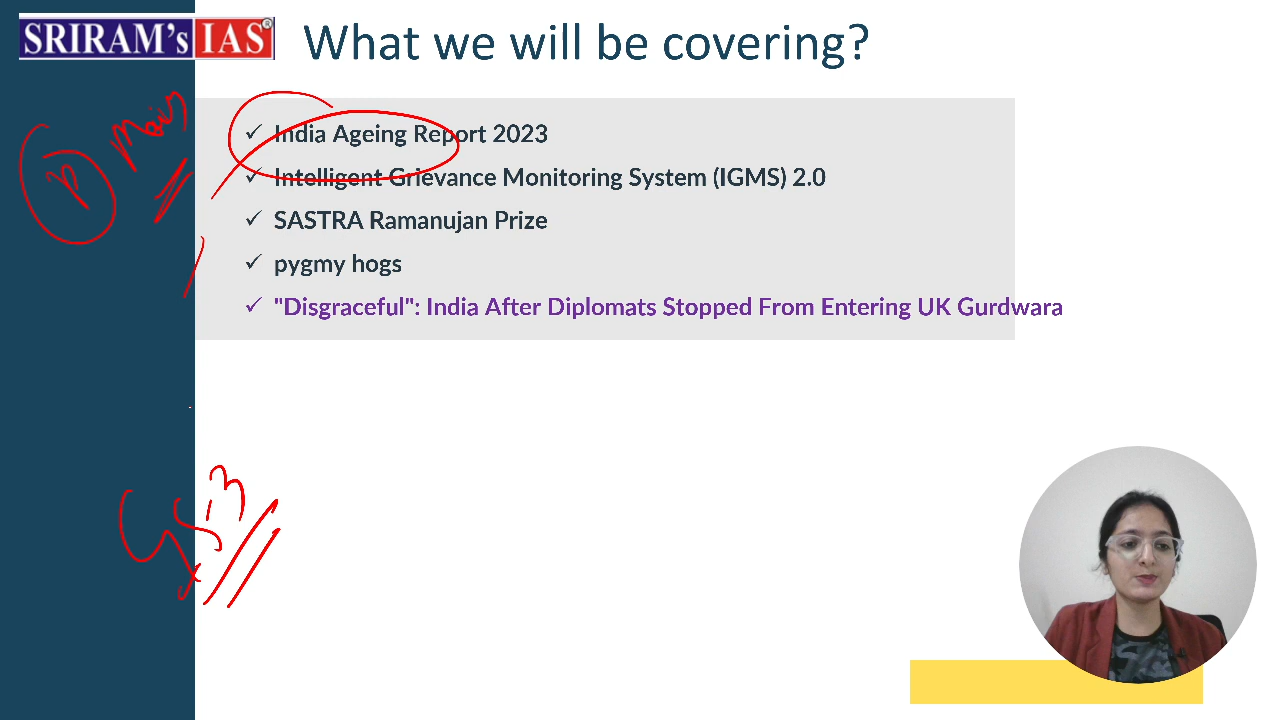 SRIRAM's IAS®
What we will be covering?
✓ India Ageing Report 2023
✓ Intelligent Grievance Monitoring System (IGMS) 2.0
✓ SASTRA Ramanujan Prize
✓ pygmy hogs
✓ "Disgraceful": India After Diplomats Stopped From Entering UK Gurdwara
Mains